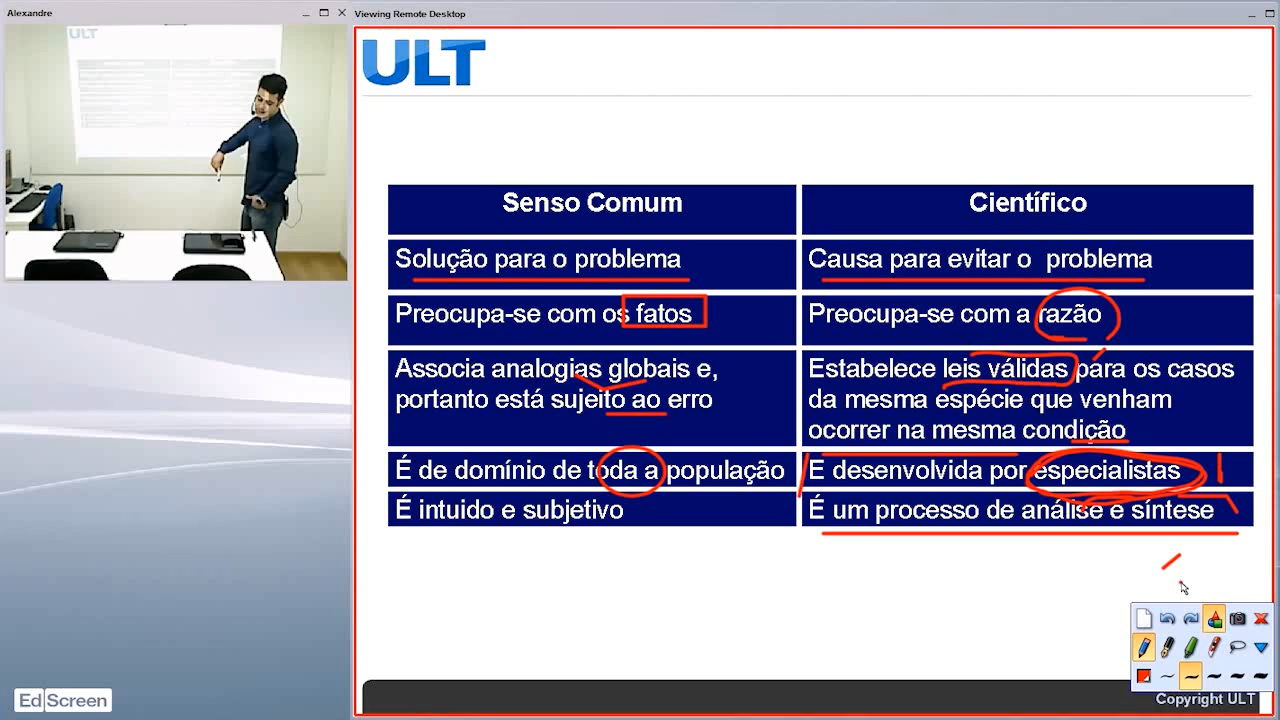 Alexandre
Viewing Remote Desktop
ULT
ULT
Senso Comum
Científico
Solução para o problema
Causa para evitar o problema
Preocupa-se com os fatos
Preocupa-se com a razão
Associa analogias globais e,
portanto está sujeito ao erro
Estabelece leis válidas para os casos
da mesma espécie que venham
ocorrer na mesma condição
É de domínio de toda a população
E desenvolvida por especialistas
É intuido e subjetivo
É um processo de análise e síntese
EdScreen
Copyright ULT